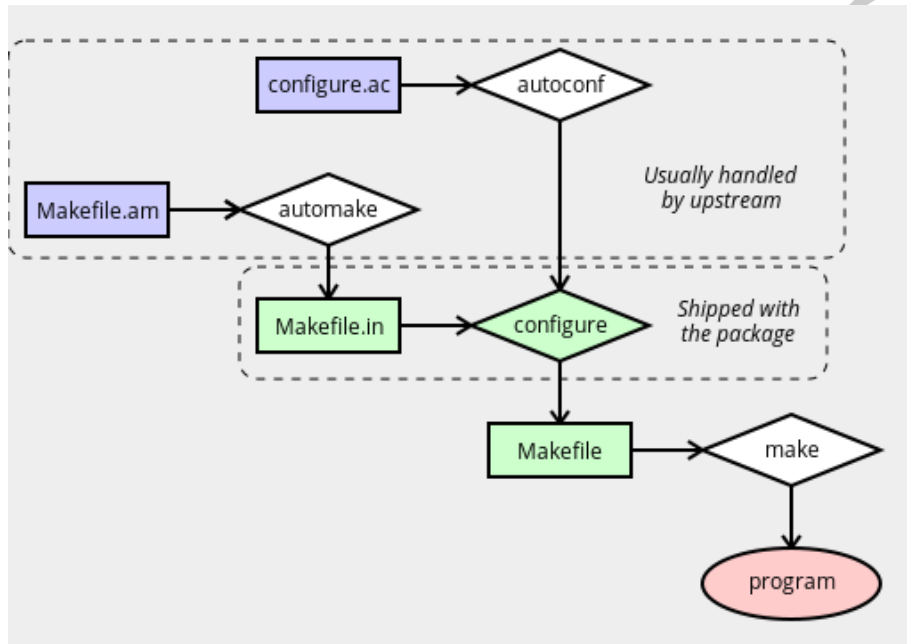 configure.ac
autoconf
Makefile.am
automake
Usually handled
by upstream
Makefile.in
configure
Shipped with
the package
Makefile
make
program